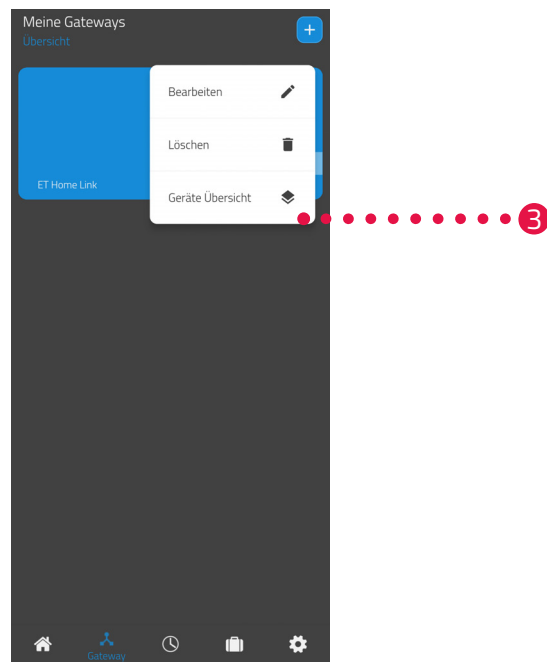 Meine Gateways
Übersicht
+
Bearbeiten
Löschen
ET Home Link
Geräte Übersicht
3
Gateway